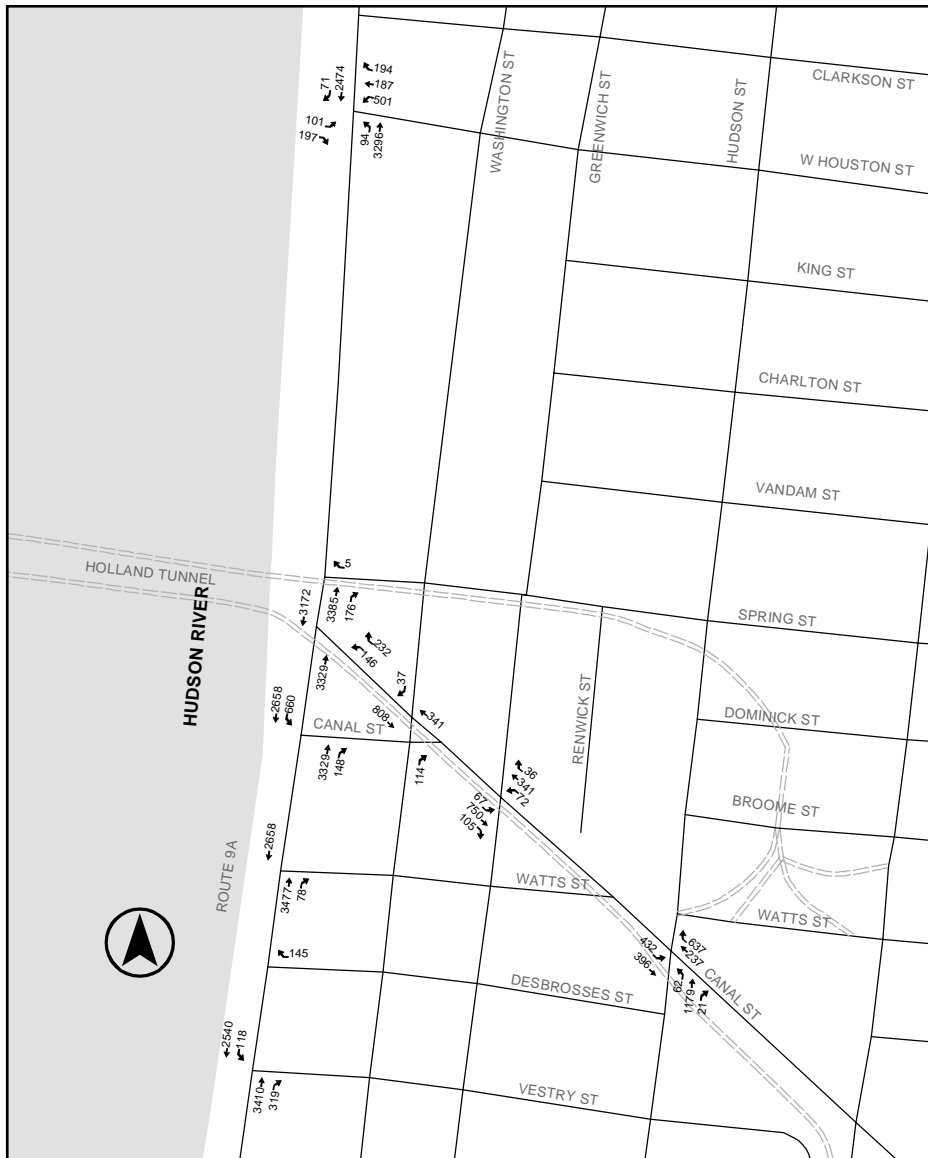 CLARKSON ST
194
187
501
71
2474
101
197
94
3296
WASHINGTON ST
GREENWICH ST
HUDSON ST
W HOUSTON ST
KING ST
CHARLTON ST
VANDAM ST
HOLLAND TUNNEL
HUDSON RIVER
5
3172
3385
176
SPRING ST
232
146
3329
37
2658
660
808
341
CANAL ST
RENWICK ST
DOMINICK ST
3329
148
114
36
341
72
67
750
105
BROOME ST
2658
ROUTE 9A
3477
78
WATTS ST
WATTS ST
145
432
396
637
237
62
1179
21
CANAL ST
DESBROSSES ST
2540
118
3410
319
VESTRY ST